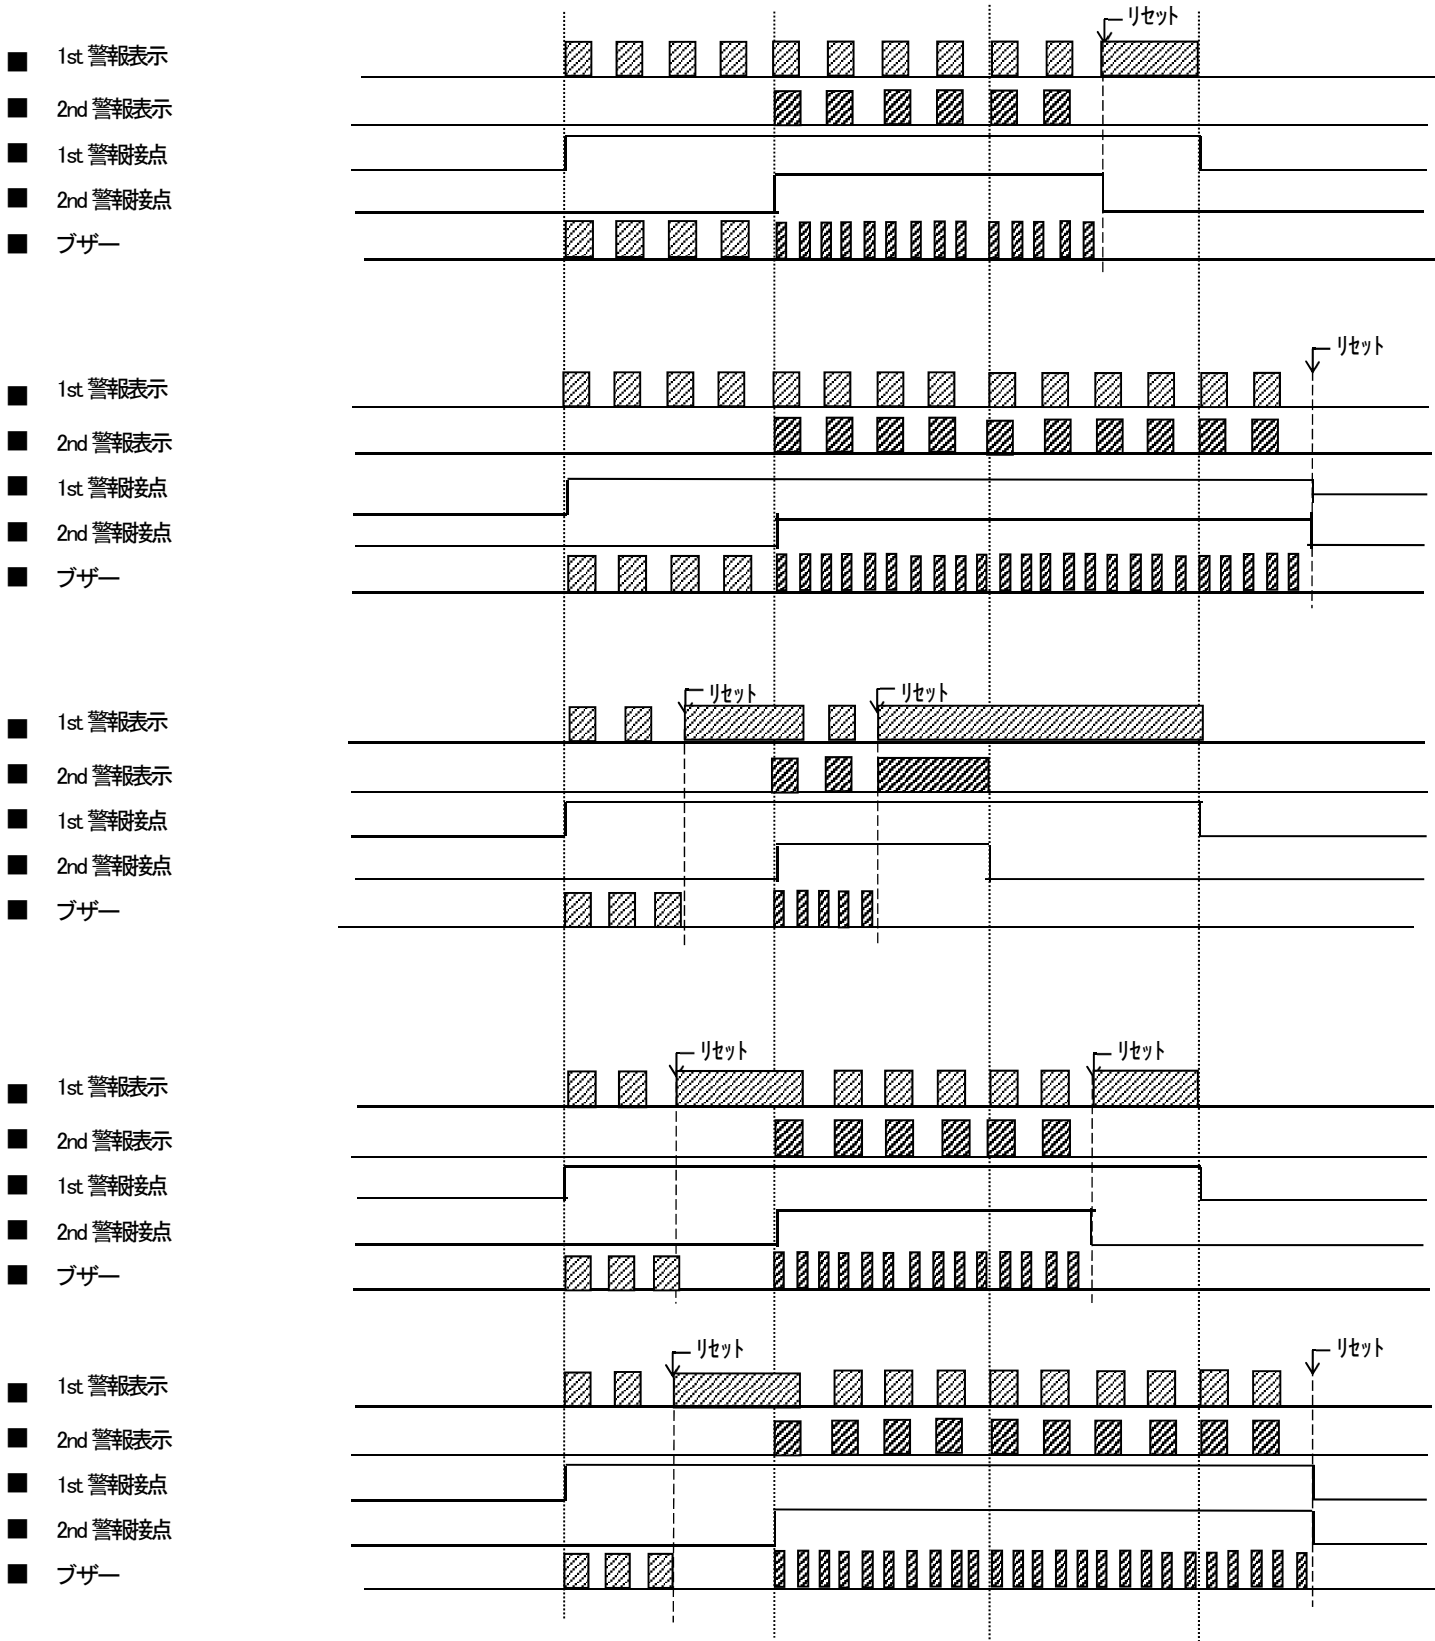 リセット
■ 1st 警報表示
■ 2nd 警報表示
■ 1st 警報接点
■ 2nd 警報接点
■ ブザー
リセット
■ 1st 警報表示
■ 2nd 警報表示
■ 1st 警報接点
■ 2nd 警報接点
■ ブザー
リセット リセット
■ 1st 警報表示
■ 2nd 警報表示
■ 1st 警報接点
■ 2nd 警報接点
■ ブザー
リセット リセット
■ 1st 警報表示
■ 2nd 警報表示
■ 1st 警報接点
■ 2nd 警報接点
■ ブザー
リセット リセット
■ 1st 警報表示
■ 2nd 警報表示
■ 1st 警報接点
■ 2nd 警報接点
■ ブザー